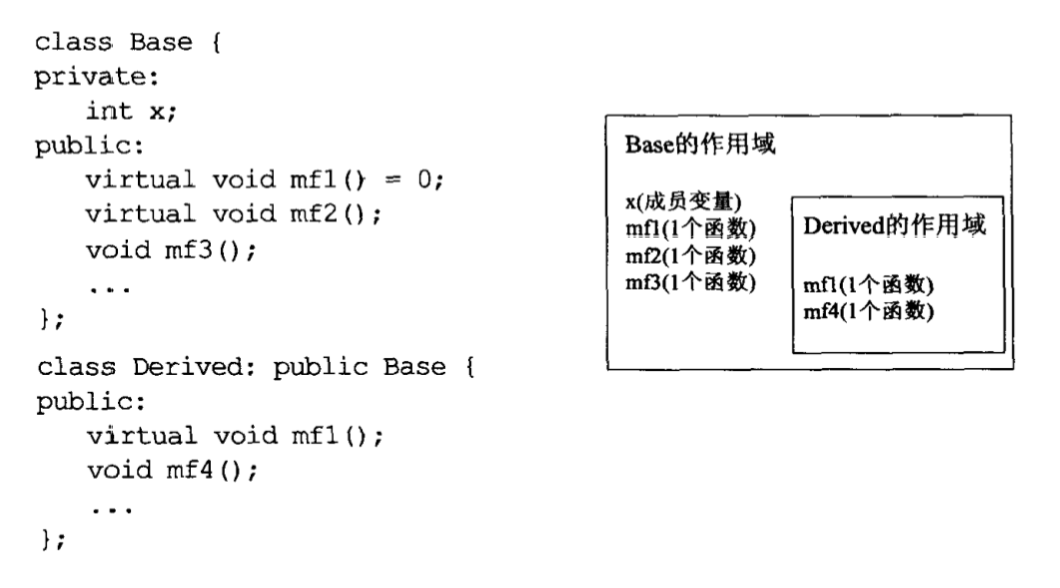 class Base {
private:
    int x;
public:
    virtual void mf1() = 0;
    virtual void mf2();
    void mf3();
    ...
};
class Derived: public Base {
public:
    virtual void mf1();
    void mf4();
    ...
};
Base的作用域
x(成员变量)
mf1(1个函数)
mf2(1个函数)
mf3(1个函数)
Derived的作用域
mf1(1个函数)
mf4(1个函数)